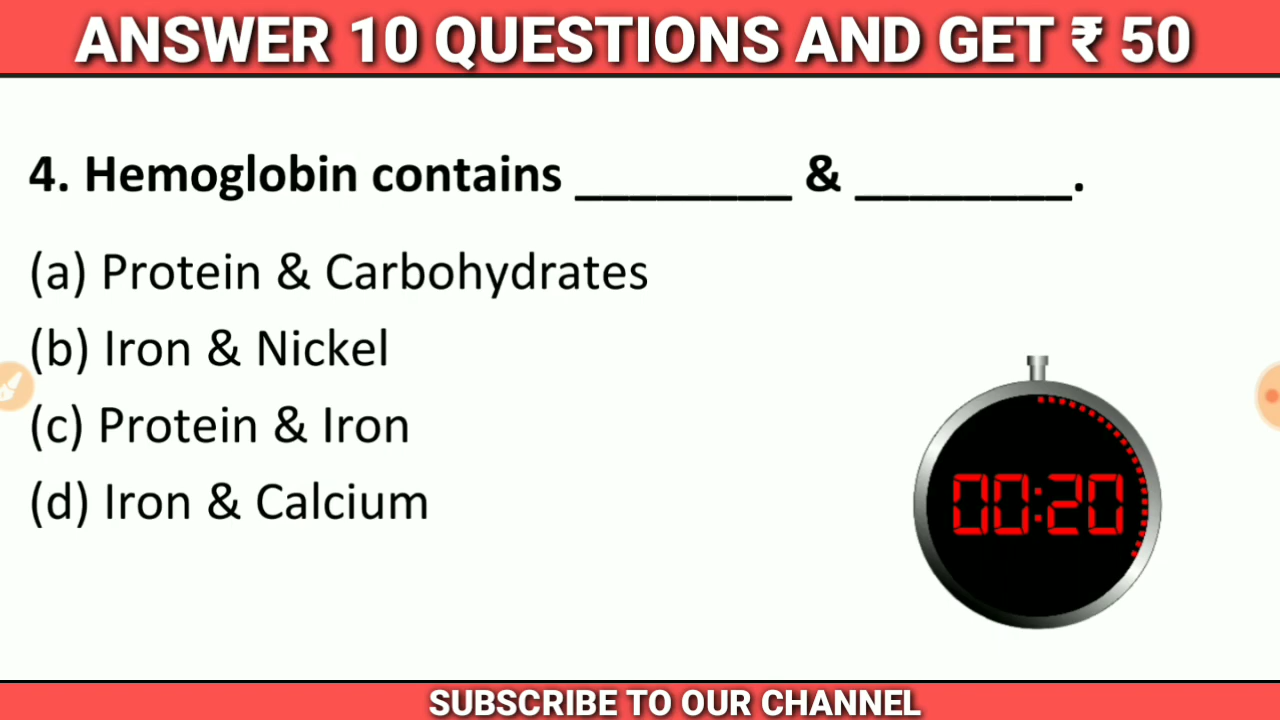 ANSWER 10 QUESTIONS AND GET ₹ 50
4. Hemoglobin contains ________ & ________.
(a) Protein & Carbohydrates
(b) Iron & Nickel
(c) Protein & Iron
(d) Iron & Calcium
00:20
SUBSCRIBE TO OUR CHANNEL